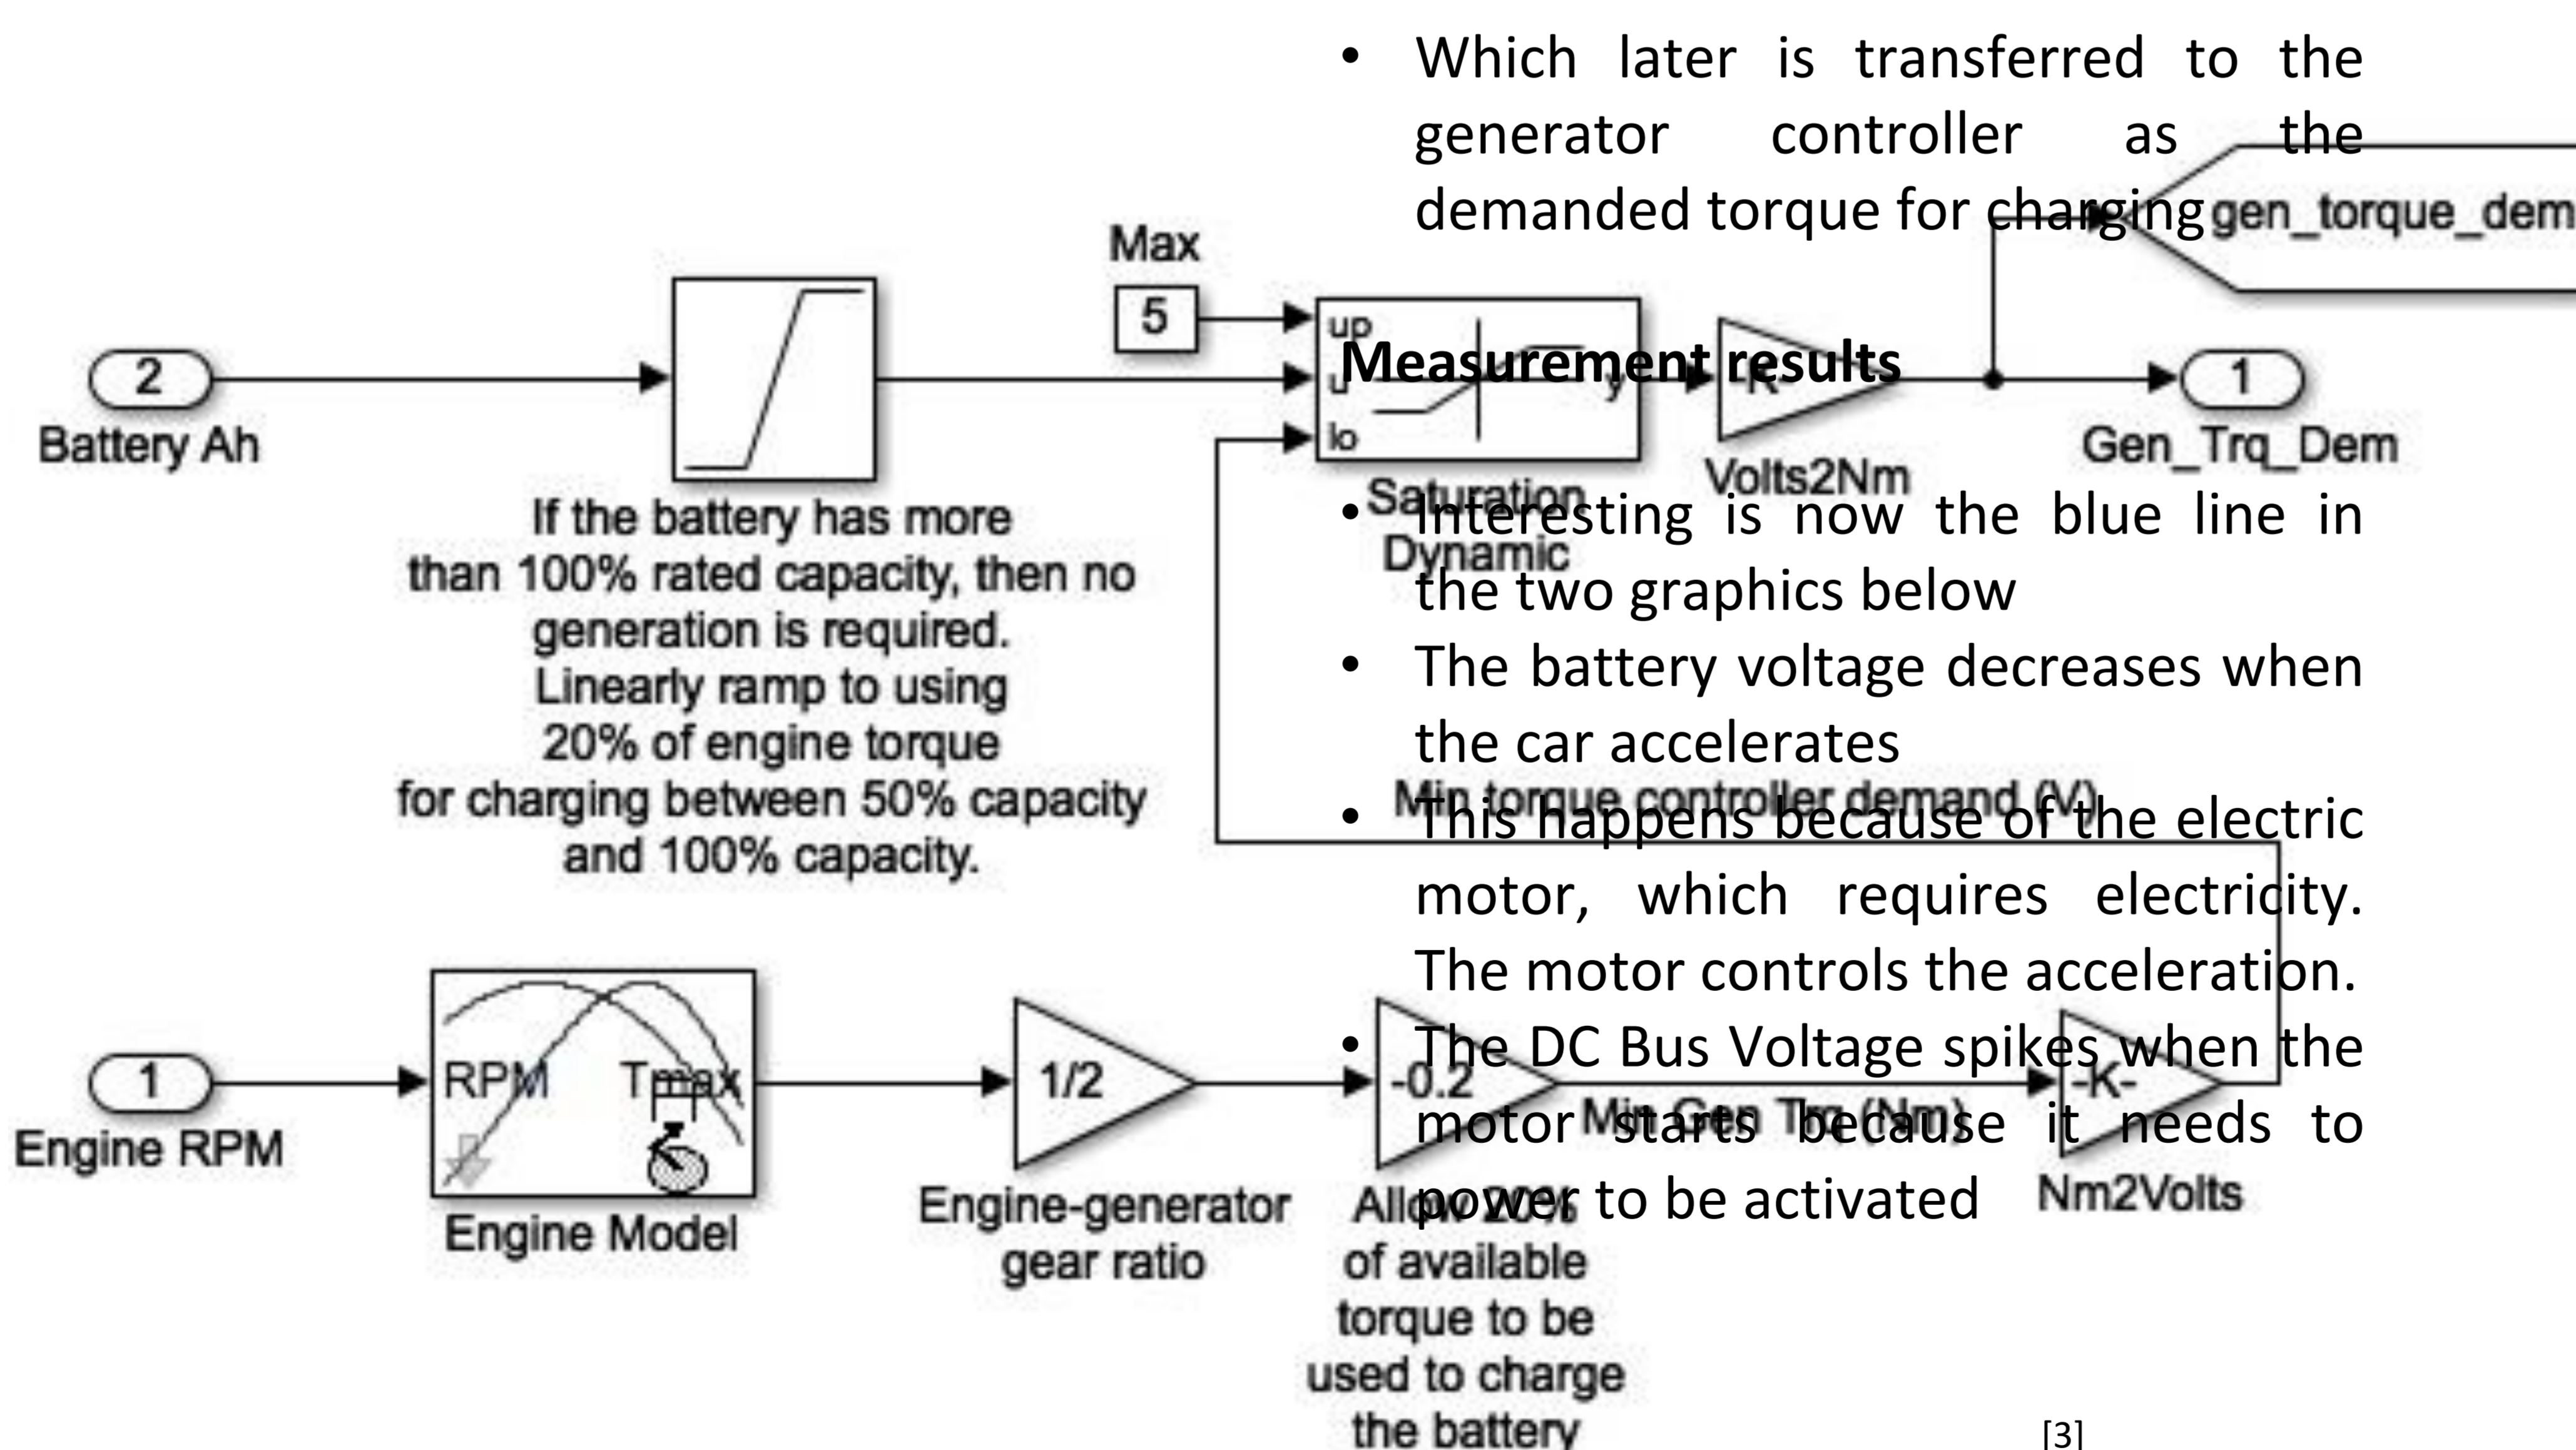 • Which later is transferred to the
generator controller as the
demanded torque for charging
gen_torque_dem
Max
5
up
u
lo
y
-K-
2
Battery Ah
1
Gen_Trq_Dem
Volts2Nm
Saturation
Dynamic
If the battery has more
than 100% rated capacity, then no
generation is required.
Linearly ramp to using
20% of engine torque
for charging between 50% capacity
and 100% capacity.
Measurement results
• Interesting is now the blue line in
the two graphics below
• The battery voltage decreases when
the car accelerates
• This happens because of the electric
motor, which requires electricity.
The motor controls the acceleration.
• The DC Bus Voltage spikes when the
motor starts because it needs to
power to be activated
Min torque controller demand (V)
1
Engine RPM
RPM
Tmax
Engine Model
1/2
Engine-generator
gear ratio
-0.2
Allow 20%
of available
torque to be
used to charge
the battery
Min Gen Trq (Nm)
-K-
Nm2Volts
[3]